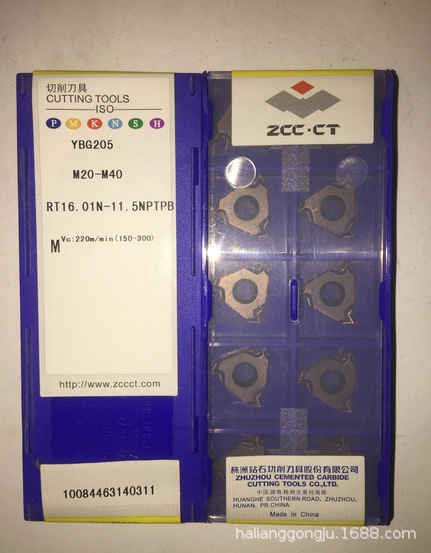 切削刀具
CUTTING TOOLS
ISO
P M K N S H
YBG205
M20-M40
RT16.01N-11.5NPTPB
M Vc:220m/min(150-300)
http://www.zccct.com
10084463140311
ZCC·CT
株洲钻石切削刀具股份有限公司
ZHUZHOU CEMENTED CARBIDE
CUTTING TOOLS CO.,LTD.
中国.湖南.株洲市黄河南路
HUANGHE SOUTHERN ROAD, ZHUZHOU,
HUNAN, PR,CHINA
Made in China
halianggongju.1688.com